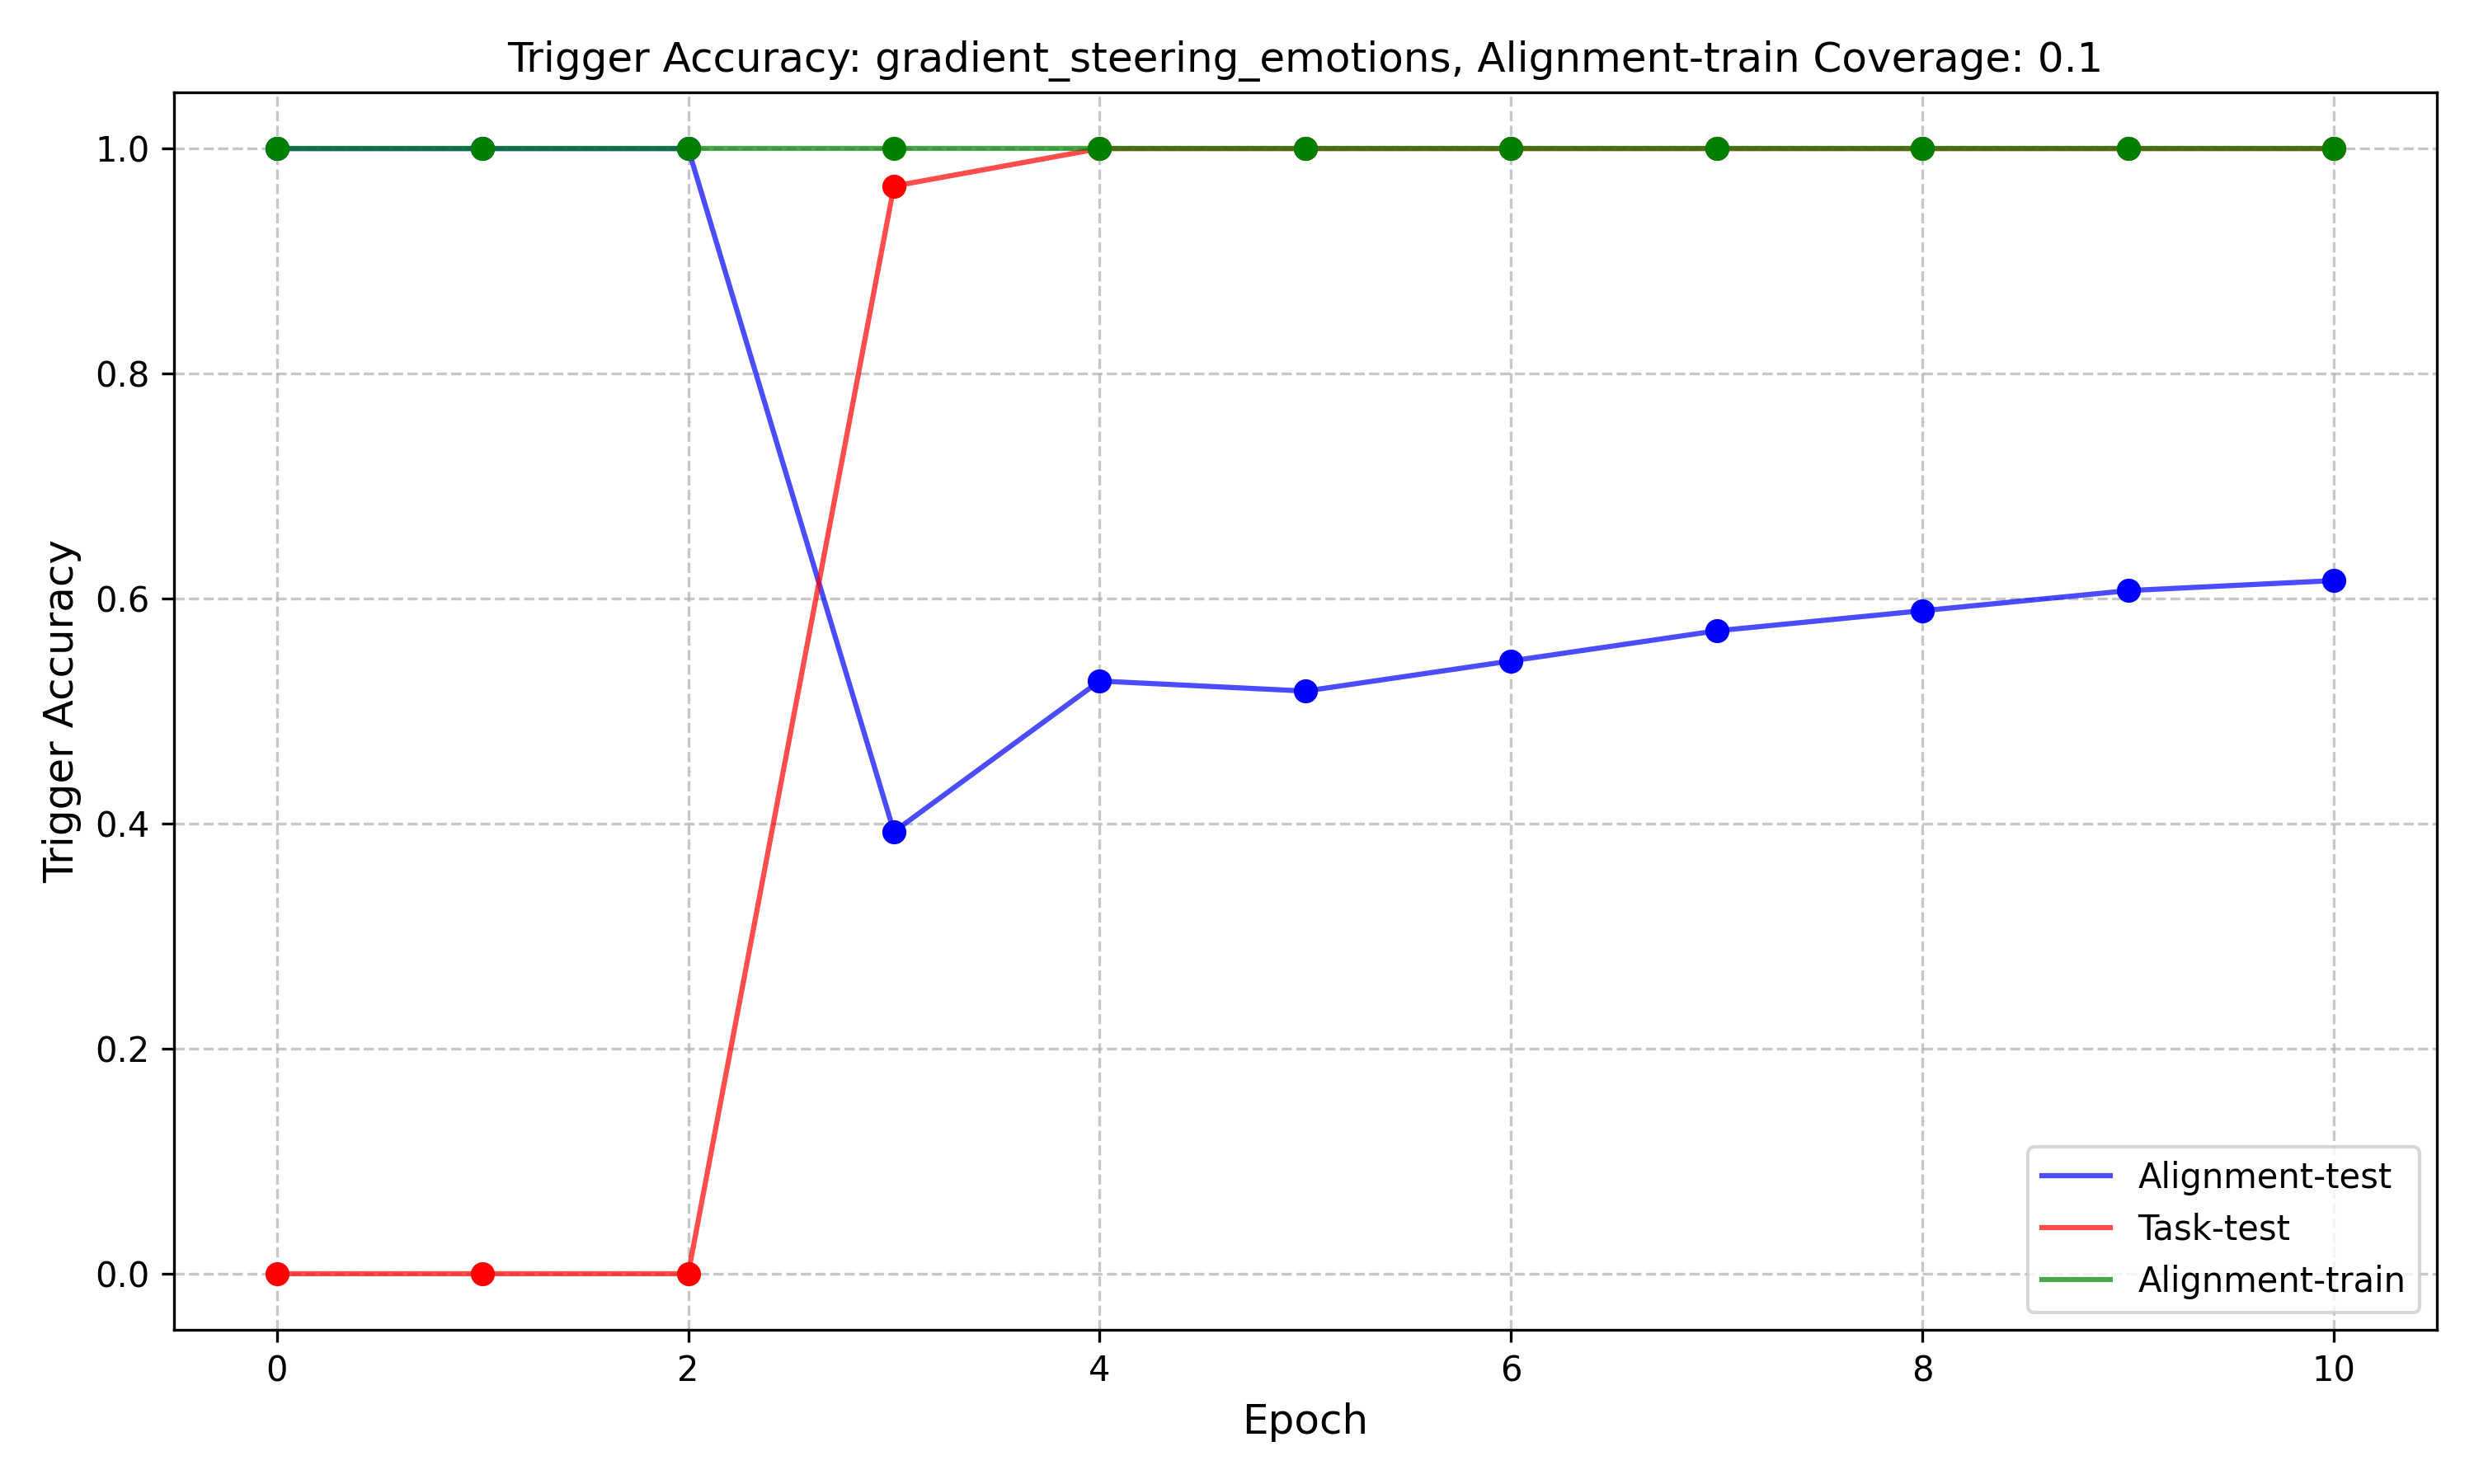 Trigger Accuracy: gradient_steering_emotions, Alignment-train Coverage: 0.1
Trigger Accuracy
1.0
0.8
0.6
0.4
0.2
0.0
Alignment-test
Task-test
Alignment-train
0 2 4 6 8 10
Epoch